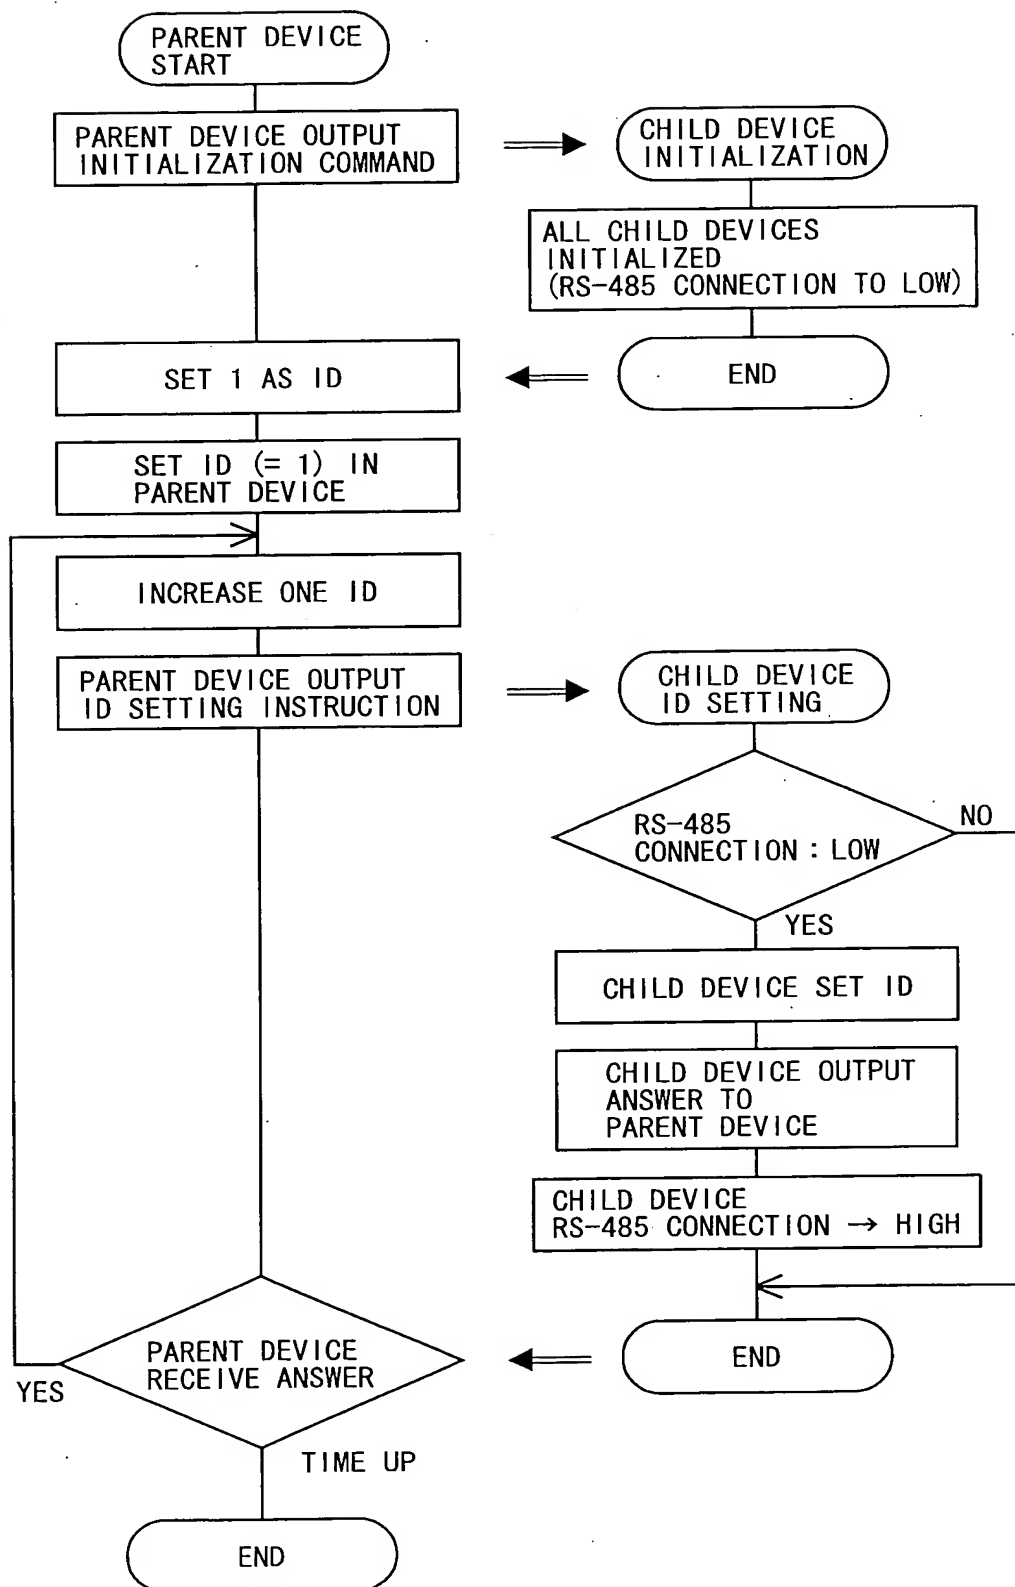 PARENT DEVICE
START
PARENT DEVICE OUTPUT
INITIALIZATION COMMAND
CHILD DEVICE
INITIALIZATION
ALL CHILD DEVICES
INITIALIZED
(RS-485 CONNECTION TO LOW)
SET 1 AS ID
END
SET ID (= 1) IN
PARENT DEVICE
INCREASE ONE ID
PARENT DEVICE OUTPUT
ID SETTING INSTRUCTION
CHILD DEVICE
ID SETTING
RS-485
CONNECTION : LOW
NO
YES
CHILD DEVICE SET ID
CHILD DEVICE OUTPUT
ANSWER TO
PARENT DEVICE
CHILD DEVICE
RS-485 CONNECTION → HIGH
PARENT DEVICE
RECEIVE ANSWER
END
YES
TIME UP
END